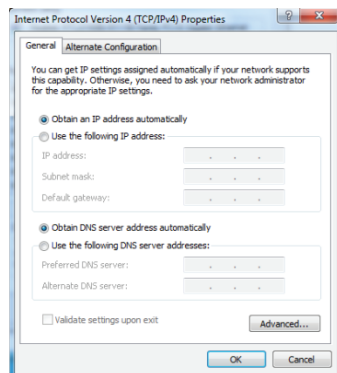 Internet Protocol Version 4 (TCP/IPv4) Properties
General Alternate Configuration
You can get IP settings assigned automatically if your network supports
this capability. Otherwise, you need to ask your network administrator
for the appropriate IP settings.
Obtain an IP address automatically
Use the following IP address:
IP address: . . .
Subnet mask: . . .
Default gateway: . . .
Obtain DNS server address automatically
Use the following DNS server addresses:
Preferred DNS server: . . .
Alternate DNS server: . . .
Validate settings upon exit
Advanced...
OK Cancel